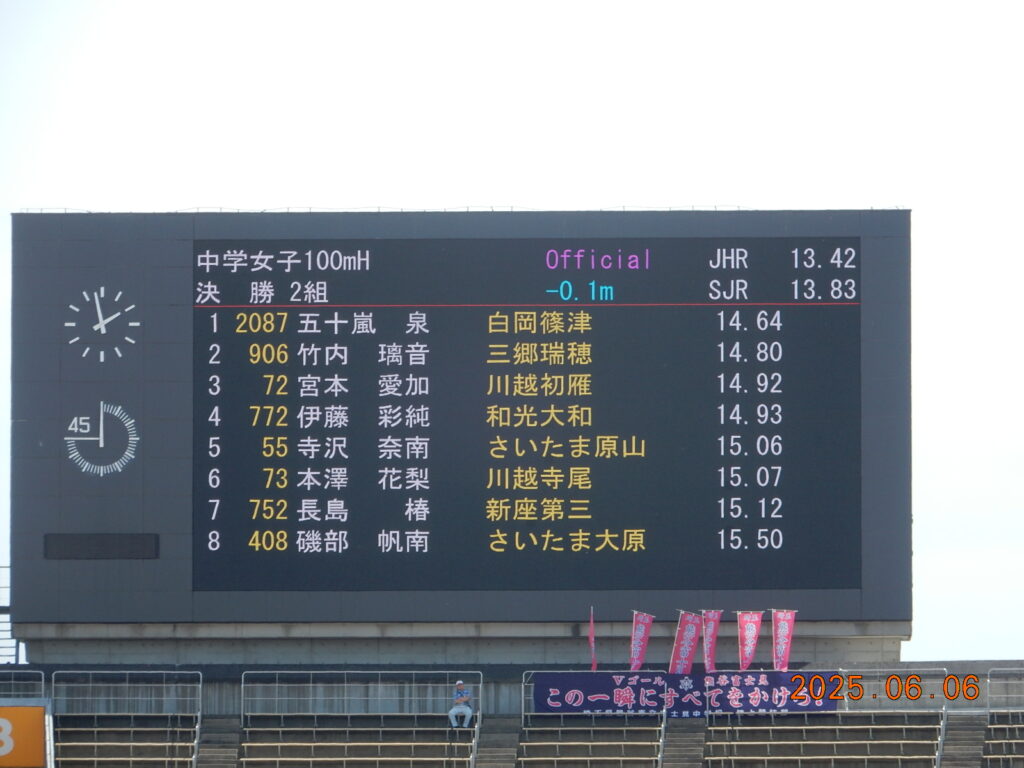 中学女子100mH Official JHR 13.42
決 勝 2組 -0.1m SJR 13.83
1 2087 五十嵐 泉 白岡篠津 14.64
2 906 竹内 璃音 三郷瑞穂 14.80
3 72 宮本 愛加 川越初雁 14.92
4 772 伊藤 彩純 和光大和 14.93
5 55 寺沢 奈南 さいたま原山 15.06
6 73 本澤 花梨 川越寺尾 15.07
7 752 長島 椿 新座第三 15.12
8 408 磯部 帆南 さいたま大原 15.50
45
この一瞬にすべてをかけろ!
2025.06.06
3